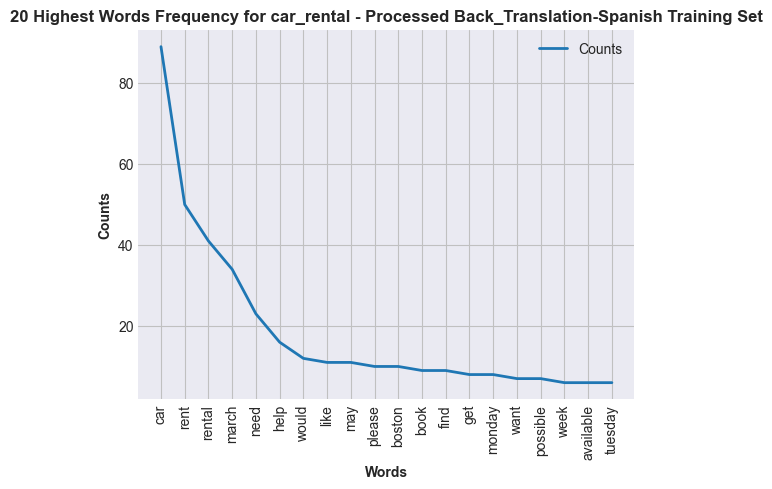 20 Highest Words Frequency for car_rental - Processed Back_Translation-Spanish Training Set
Counts
Counts
80
60
40
20
car
rent
rental
march
need
help
would
like
may
please
boston
book
find
get
monday
want
possible
week
available
tuesday
Words